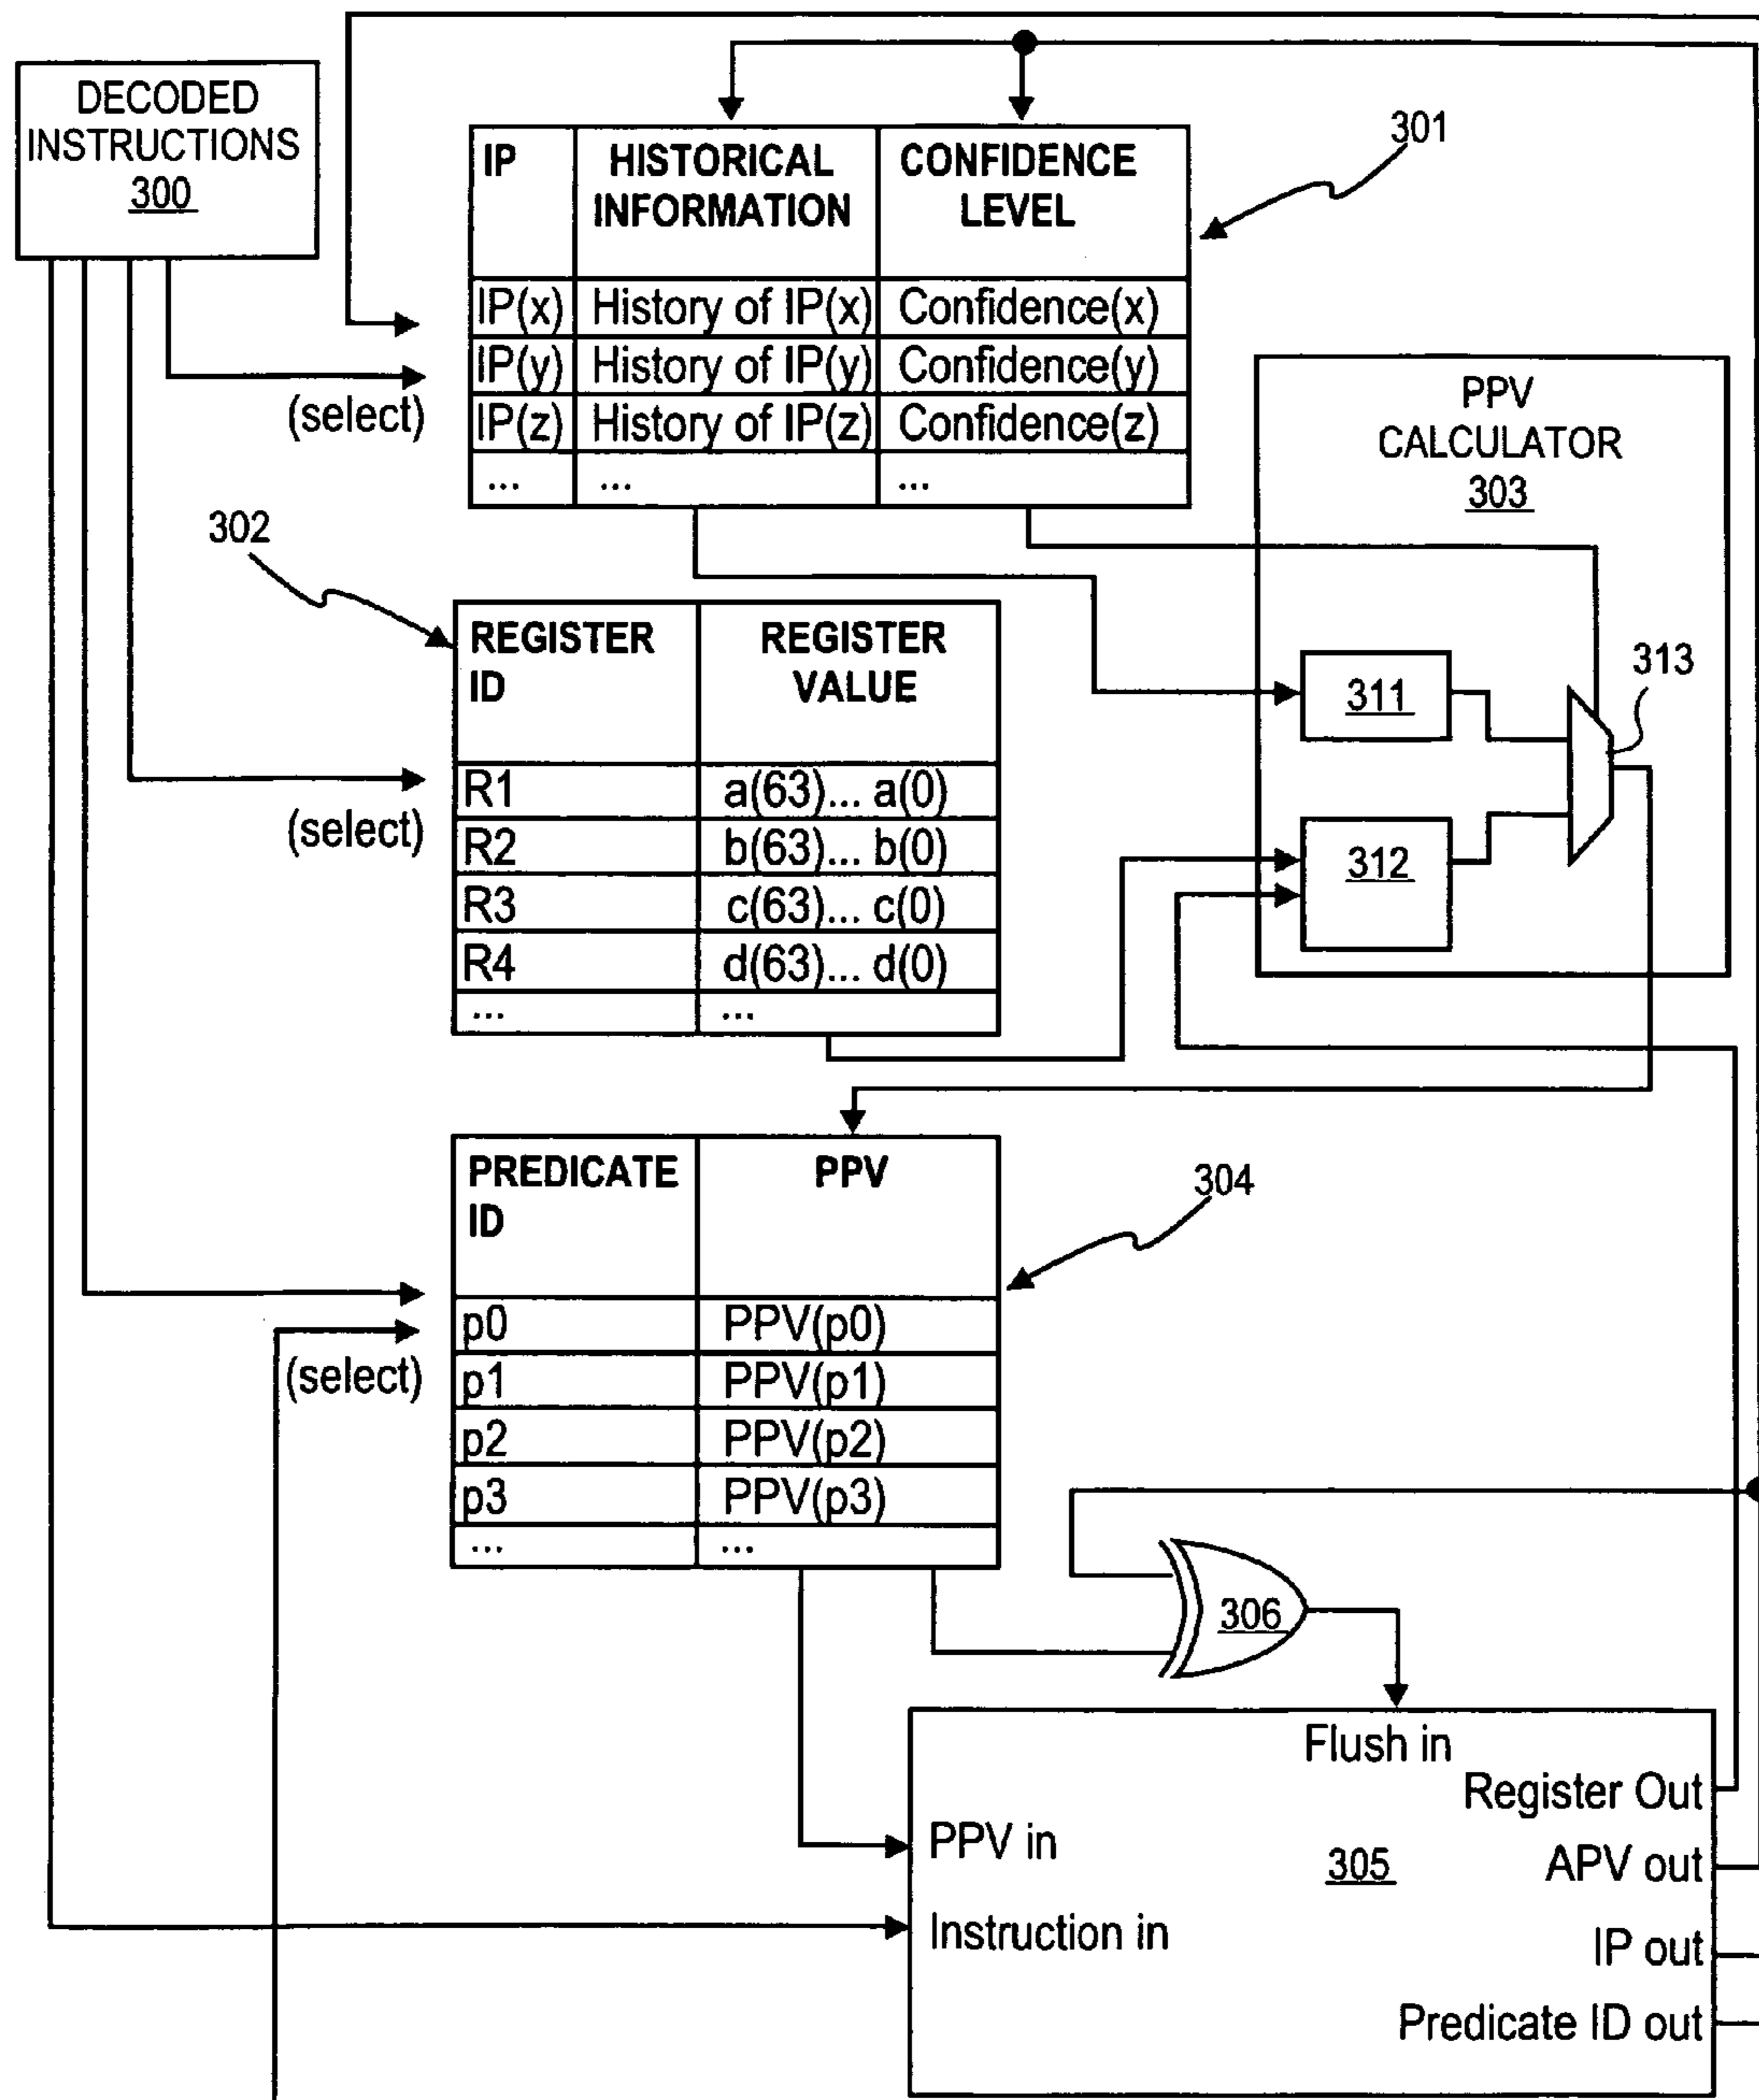 DECODED
INSTRUCTIONS
300
301
IP HISTORICAL INFORMATION CONFIDENCE LEVEL
IP(x) History of IP(x) Confidence(x)
IP(y) History of IP(y) Confidence(y)
IP(z) History of IP(z) Confidence(z)
... ... ...
(select)
PPV
CALCULATOR
303
311
312
313
302
REGISTER ID REGISTER VALUE
R1 a(63)... a(0)
R2 b(63)... b(0)
R3 c(63)... c(0)
R4 d(63)... d(0)
... ...
(select)
PREDICATE ID PPV
304
p0 PPV(p0)
p1 PPV(p1)
p2 PPV(p2)
p3 PPV(p3)
... ...
(select)
306
Flush in
Register Out
PPV in
305
APV out
Instruction in
IP out
Predicate ID out